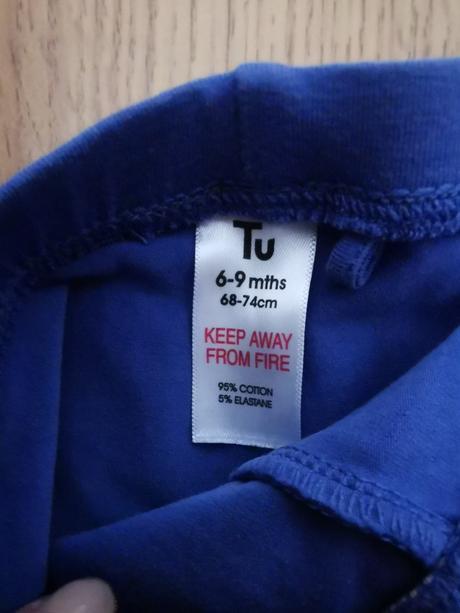 Tu
6-9 mths
68-74cm
KEEP AWAY
FROM FIRE
95% COTTON
5% ELASTANE